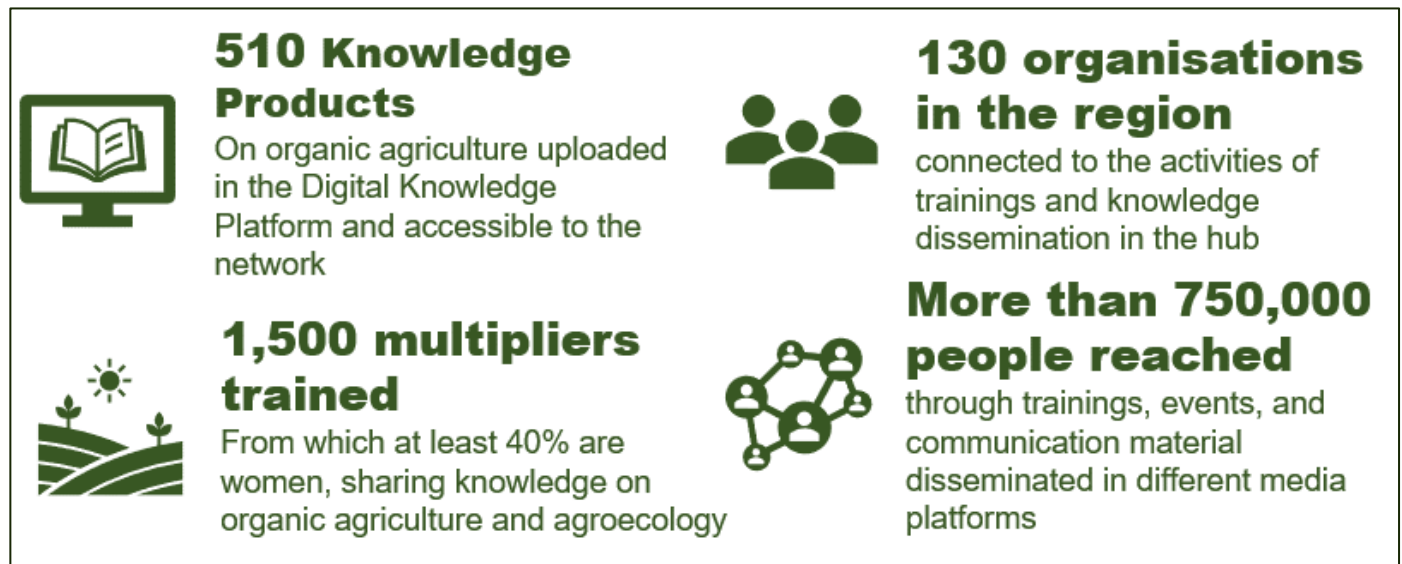 510 Knowledge
Products
On organic agriculture uploaded
in the Digital Knowledge
Platform and accessible to the
network
130 organisations
in the region
connected to the activities of
trainings and knowledge
dissemination in the hub
1,500 multipliers
trained
From which at least 40% are
women, sharing knowledge on
organic agriculture and agroecology
More than 750,000
people reached
through trainings, events, and
communication material
disseminated in different media
platforms